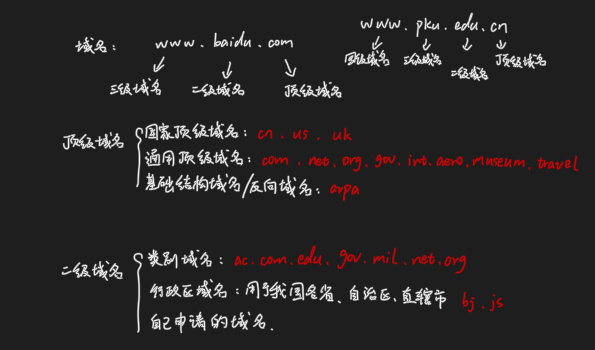 域名： www.baidu.com
三级域名 二级域名 顶级域名
www.pku.edu.cn
四级域名 三级域名 二级域名 顶级域名
顶级域名
国家顶级域名： cn . us . uk
通用顶级域名： com . net . org . gov . int . aero . museum . travel
基础结构域名/反向域名： arpa
二级域名
类别域名： ac . com . edu . gov . mil . net . org
行政区域名：用于我国各省、自治区、直辖市 bj . js
自己申请的域名.